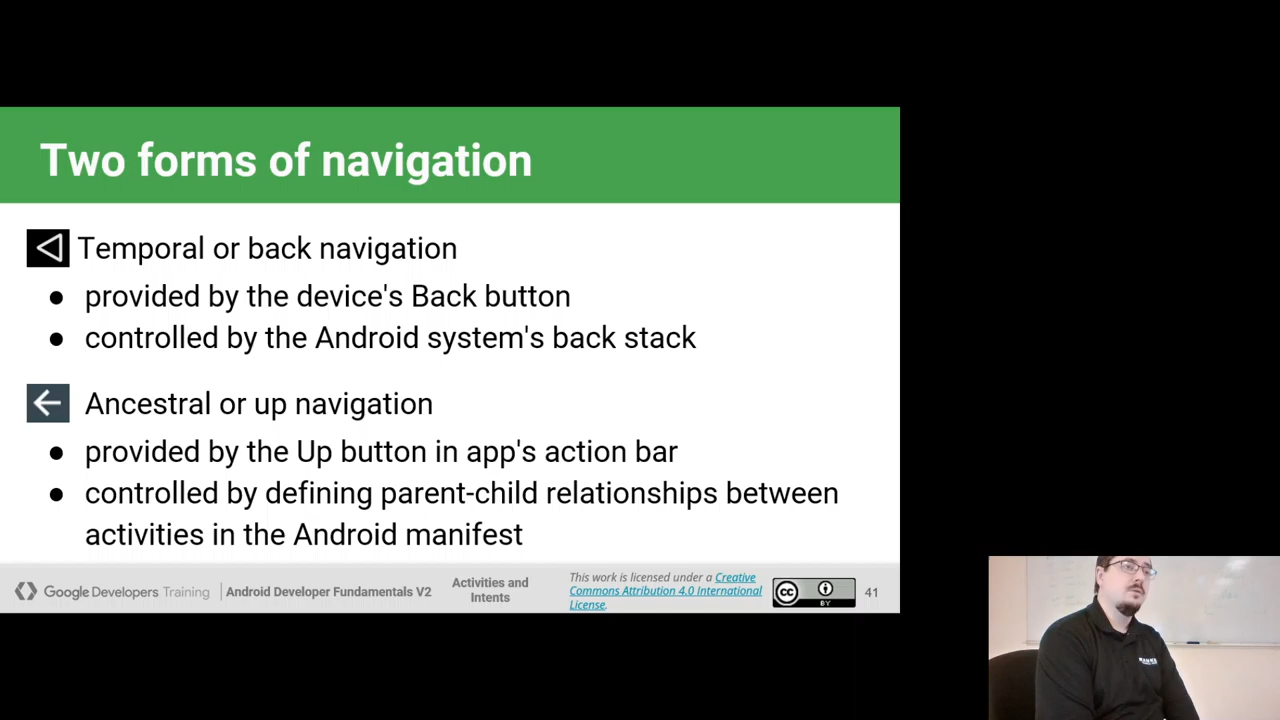 Two forms of navigation
Temporal or back navigation
● provided by the device's Back button
● controlled by the Android system's back stack
Ancestral or up navigation
● provided by the Up button in app's action bar
● controlled by defining parent-child relationships between
activities in the Android manifest
Google Developers Training
Android Developer Fundamentals V2
Activities and
Intents
This work is licensed under a Creative
Commons Attribution 4.0 International
License.
cc
BY
41